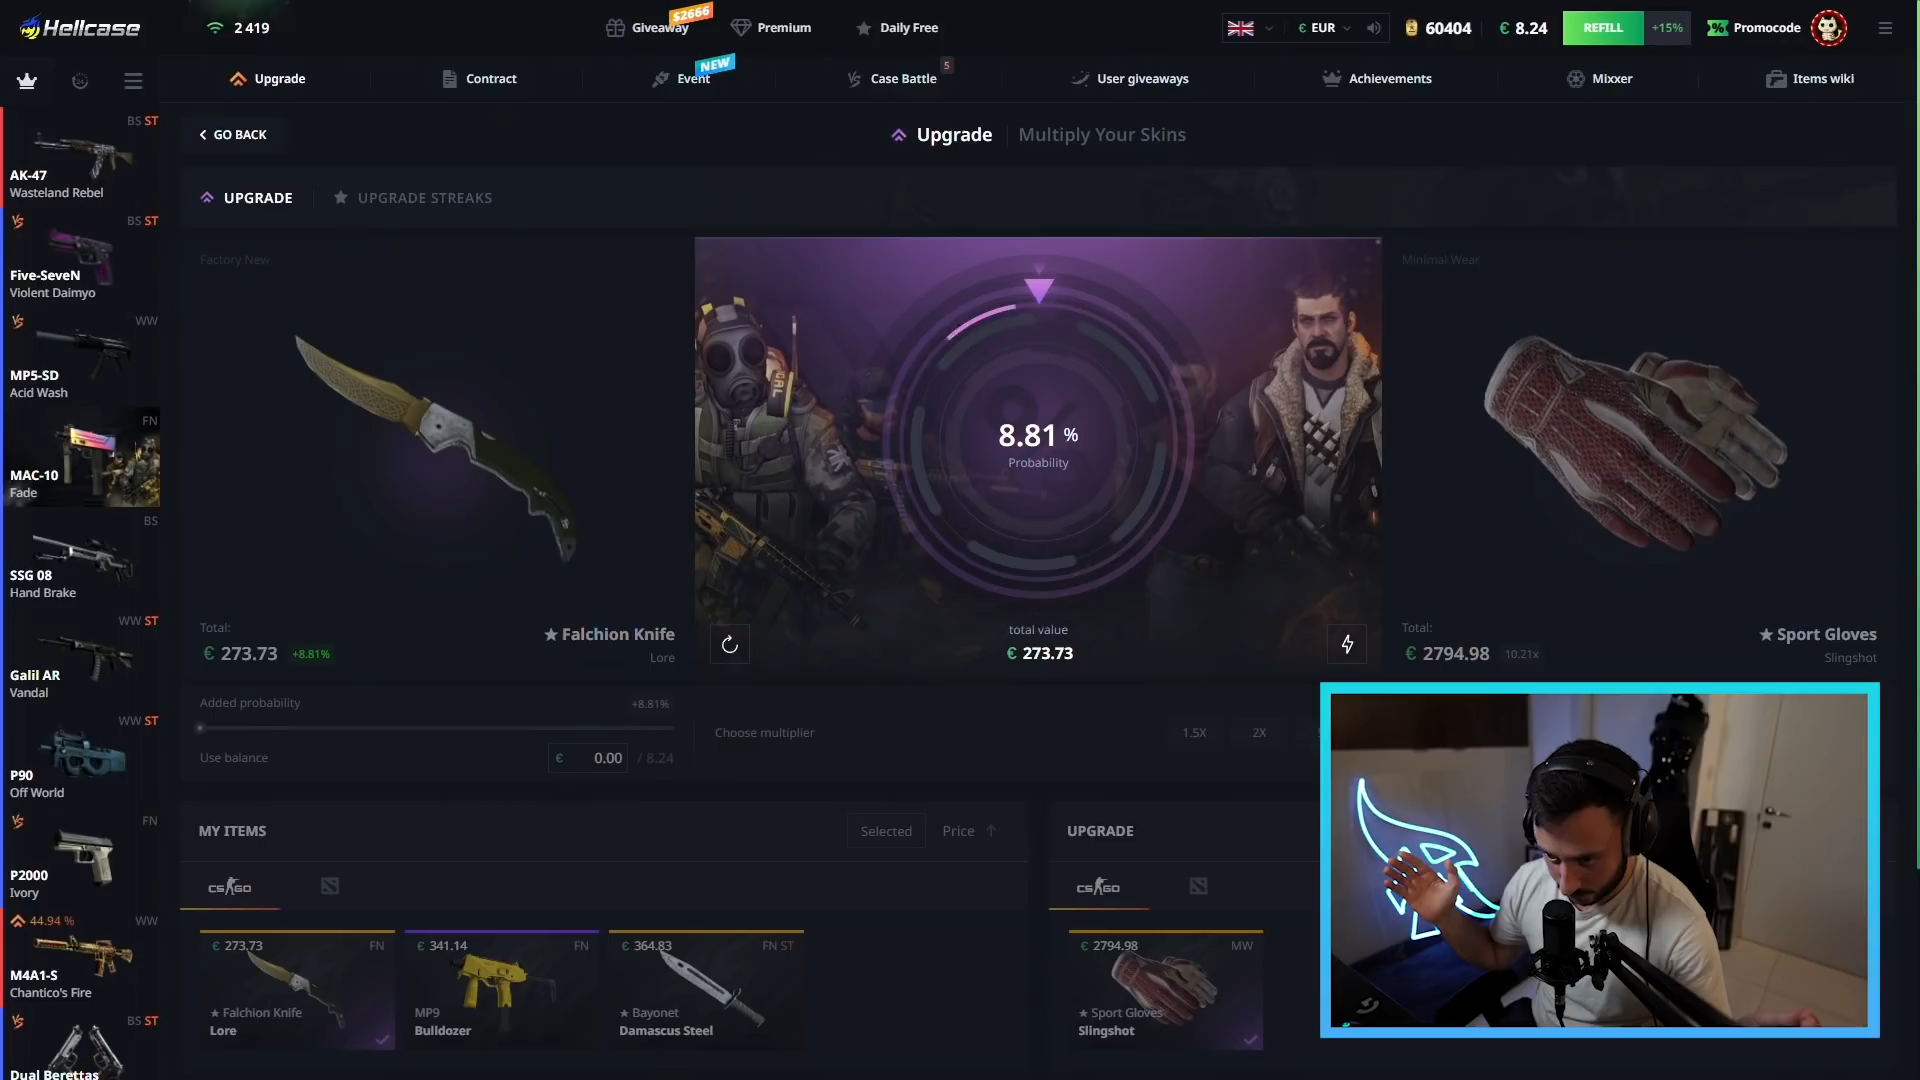 Hellcase
2 419
Giveaway
$2666
Premium
Daily Free
€ EUR
60404
€ 8.24
REFILL
+15%
Promocode
Upgrade
Contract
Event
NEW
Case Battle
5
User giveaways
Achievements
Mixxer
Items wiki
GO BACK
Upgrade
Multiply Your Skins
UPGRADE
UPGRADE STREAKS
BS ST
AK-47
Wasteland Rebel
BS ST
Five-SeveN
Violent Daimyo
WW
MP5-SD
Acid Wash
FN
MAC-10
Fade
BS
SSG 08
Hand Brake
WW ST
Galil AR
Vandal
WW ST
P90
Off World
FN
P2000
Ivory
44.94 %
WW
M4A1-S
Chantico's Fire
BS ST
Dual Berettas
Factory New
Total:
€ 273.73 +8.81%
★ Falchion Knife
Lore
8.81 %
Probability
total value
€ 273.73
Minimal Wear
Total:
€ 2794.98 10.21x
★ Sport Gloves
Slingshot
Added probability
+8.81%
Use balance
€ 0.00 / 8.24
Choose multiplier
1.5X
2X
MY ITEMS
Selected
Price
CS:GO
€ 273.73
FN
★ Falchion Knife
Lore
€ 341.14
FN
MP9
Bulldozer
€ 364.83
FN ST
★ Bayonet
Damascus Steel
UPGRADE
CS:GO
€ 2794.98
MW
★ Sport Gloves
Slingshot